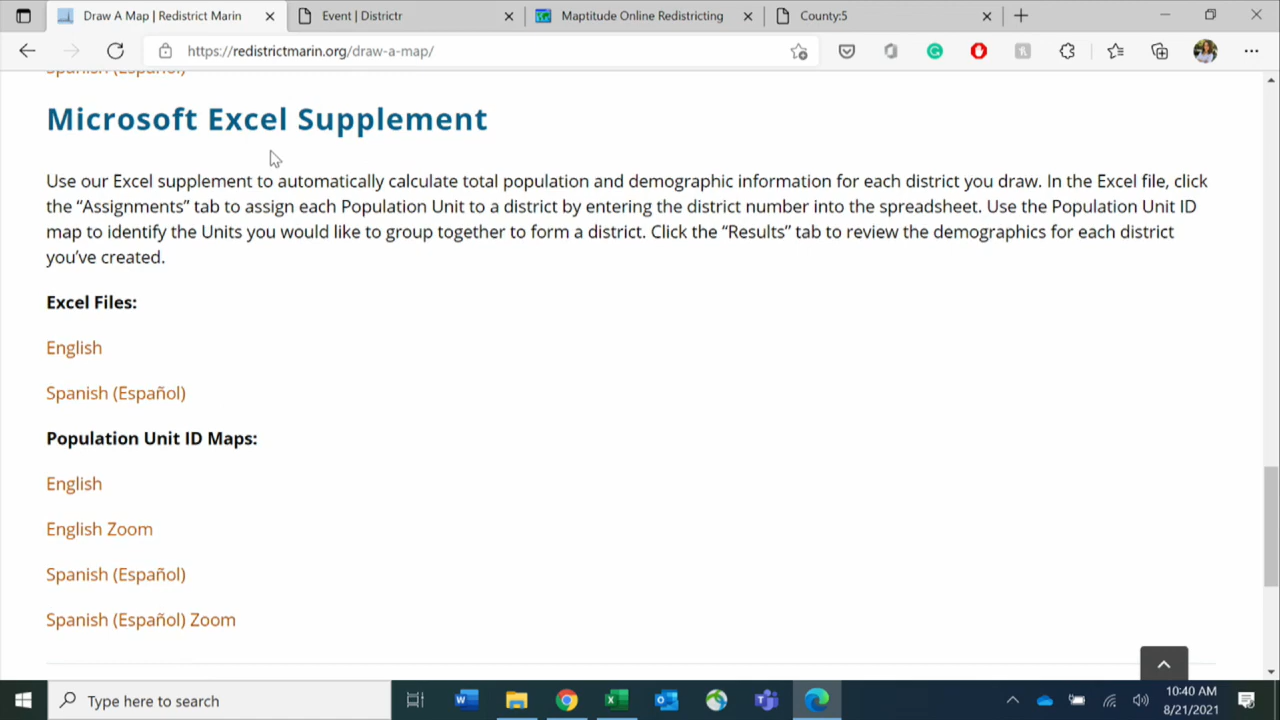 Draw A Map | Redistrict Marin
Event | Districtr
Maptitude Online Redistricting
County:5
https://redistrictmarin.org/draw-a-map/
Spanish (Español)
Microsoft Excel Supplement
Use our Excel supplement to automatically calculate total population and demographic information for each district you draw. In the Excel file, click
the “Assignments” tab to assign each Population Unit to a district by entering the district number into the spreadsheet. Use the Population Unit ID
map to identify the Units you would like to group together to form a district. Click the “Results” tab to review the demographics for each district
you’ve created.
Excel Files:
English
Spanish (Español)
Population Unit ID Maps:
English
English Zoom
Spanish (Español)
Spanish (Español) Zoom
Type here to search
10:40 AM
8/21/2021